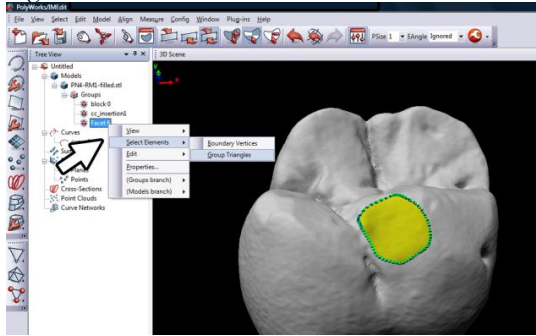 PolyWorks/IMEdit
File View Select Edit Model Align Measure Config Window Plug-ins Help
PSize 1 EAngle Ignored
Tree View
3D Scene
Untitled
Models
PN4-RM1-filled.stl
Groups
block 0
cc_insertion1
Facet 6
View
Select Elements
Boundary Vertices
Group Triangles
Curves
Edit
Planes
Properties...
Points
(Groups branch)
Cross-Sections
(Models branch)
Point Clouds
Curve Networks